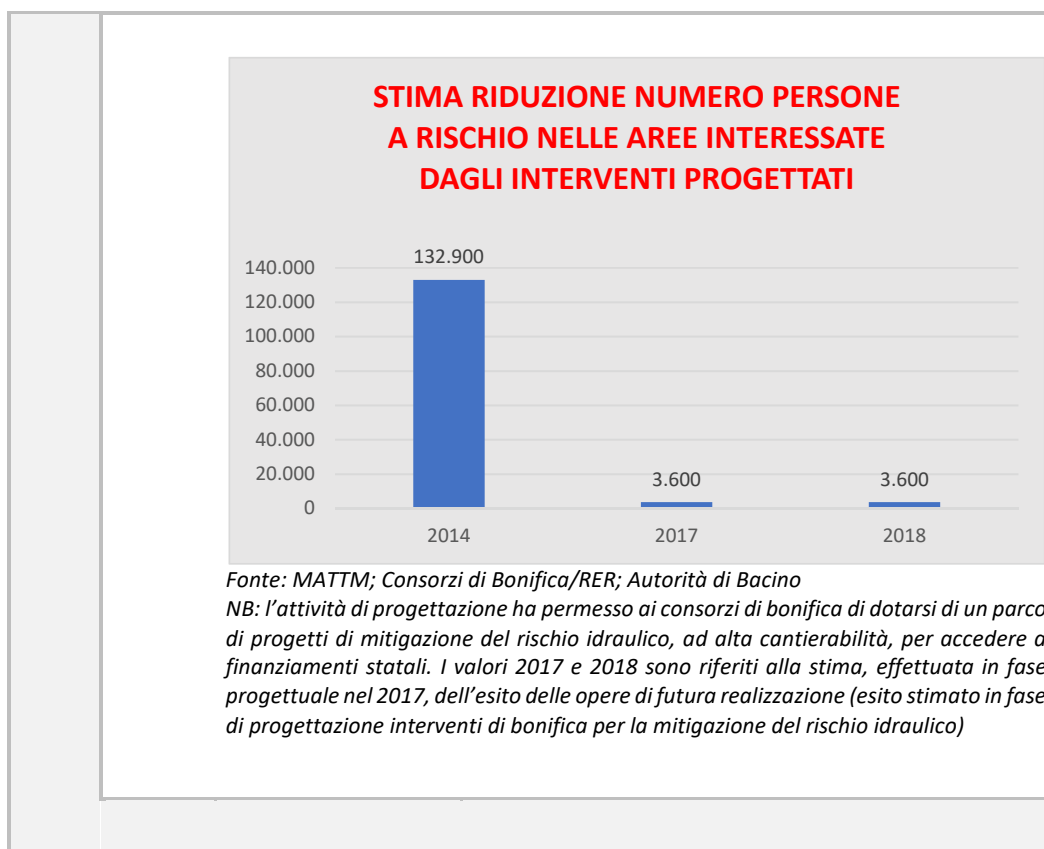 STIMA RIDUZIONE NUMERO PERSONE
A RISCHIO NELLE AREE INTERESSATE
DAGLI INTERVENTI PROGETTATI
132.900
140.000
120.000
100.000
80.000
60.000
40.000
20.000
3.600
3.600
0
2014
2017
2018
Fonte: MATTM; Consorzi di Bonifica/RER; Autorità di Bacino
NB: l'attività di progettazione ha permesso ai consorzi di bonifica di dotarsi di un parco
di progetti di mitigazione del rischio idraulico, ad alta cantierabilità, per accedere a
finanziamenti statali. I valori 2017 e 2018 sono riferiti alla stima, effettuata in fase
progettuale nel 2017, dell'esito delle opere di futura realizzazione (esito stimato in fase
di progettazione interventi di bonifica per la mitigazione del rischio idraulico)